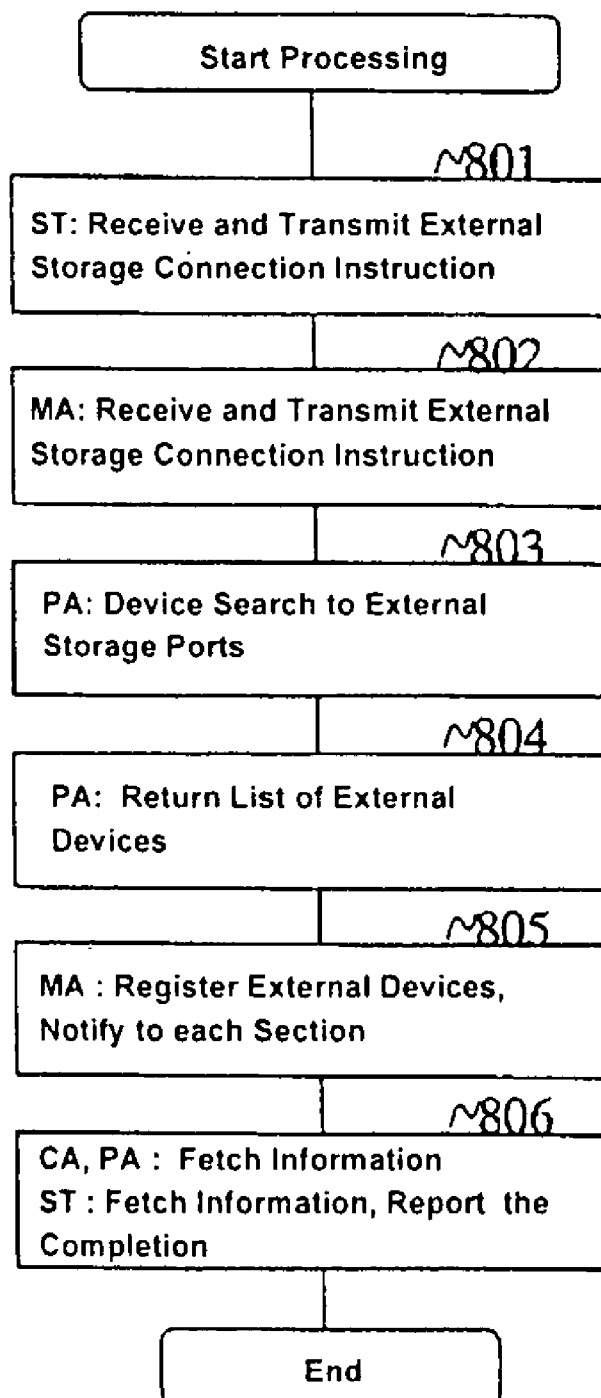 Start Processing
~801
ST: Receive and Transmit External
Storage Connection Instruction
~802
MA: Receive and Transmit External
Storage Connection Instruction
~803
PA: Device Search to External
Storage Ports
~804
PA: Return List of External
Devices
~805
MA : Register External Devices,
Notify to each Section
~806
CA, PA : Fetch Information
ST : Fetch Information, Report the
Completion
End